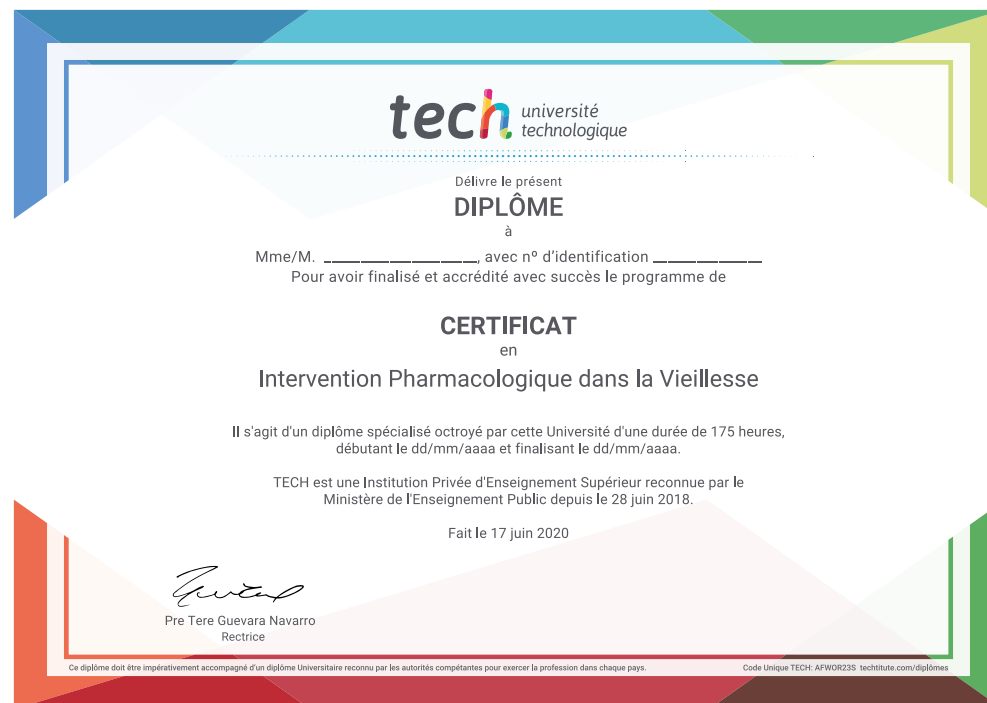 tech université
technologique
Délivre le présent
DIPLÔME
à
Mme/M. _________________, avec nº d'identification ____________
Pour avoir finalisé et accrédité avec succès le programme de
CERTIFICAT
en
Intervention Pharmacologique dans la Vieillesse
Il s'agit d'un diplôme spécialisé octroyé par cette Université d'une durée de 175 heures,
débutant le dd/mm/aaaa et finalisant le dd/mm/aaaa.
TECH est une Institution Privée d'Enseignement Supérieur reconnue par le
Ministère de l'Enseignement Public depuis le 28 juin 2018.
Fait le 17 juin 2020
Pre Tere Guevara Navarro
Rectrice
Ce diplôme doit être impérativement accompagné d'un diplôme Universitaire reconnu par les autorités compétantes pour exercer la profession dans chaque pays.
Code Unique TECH: AFWOR23S techtitute.com/diplômes